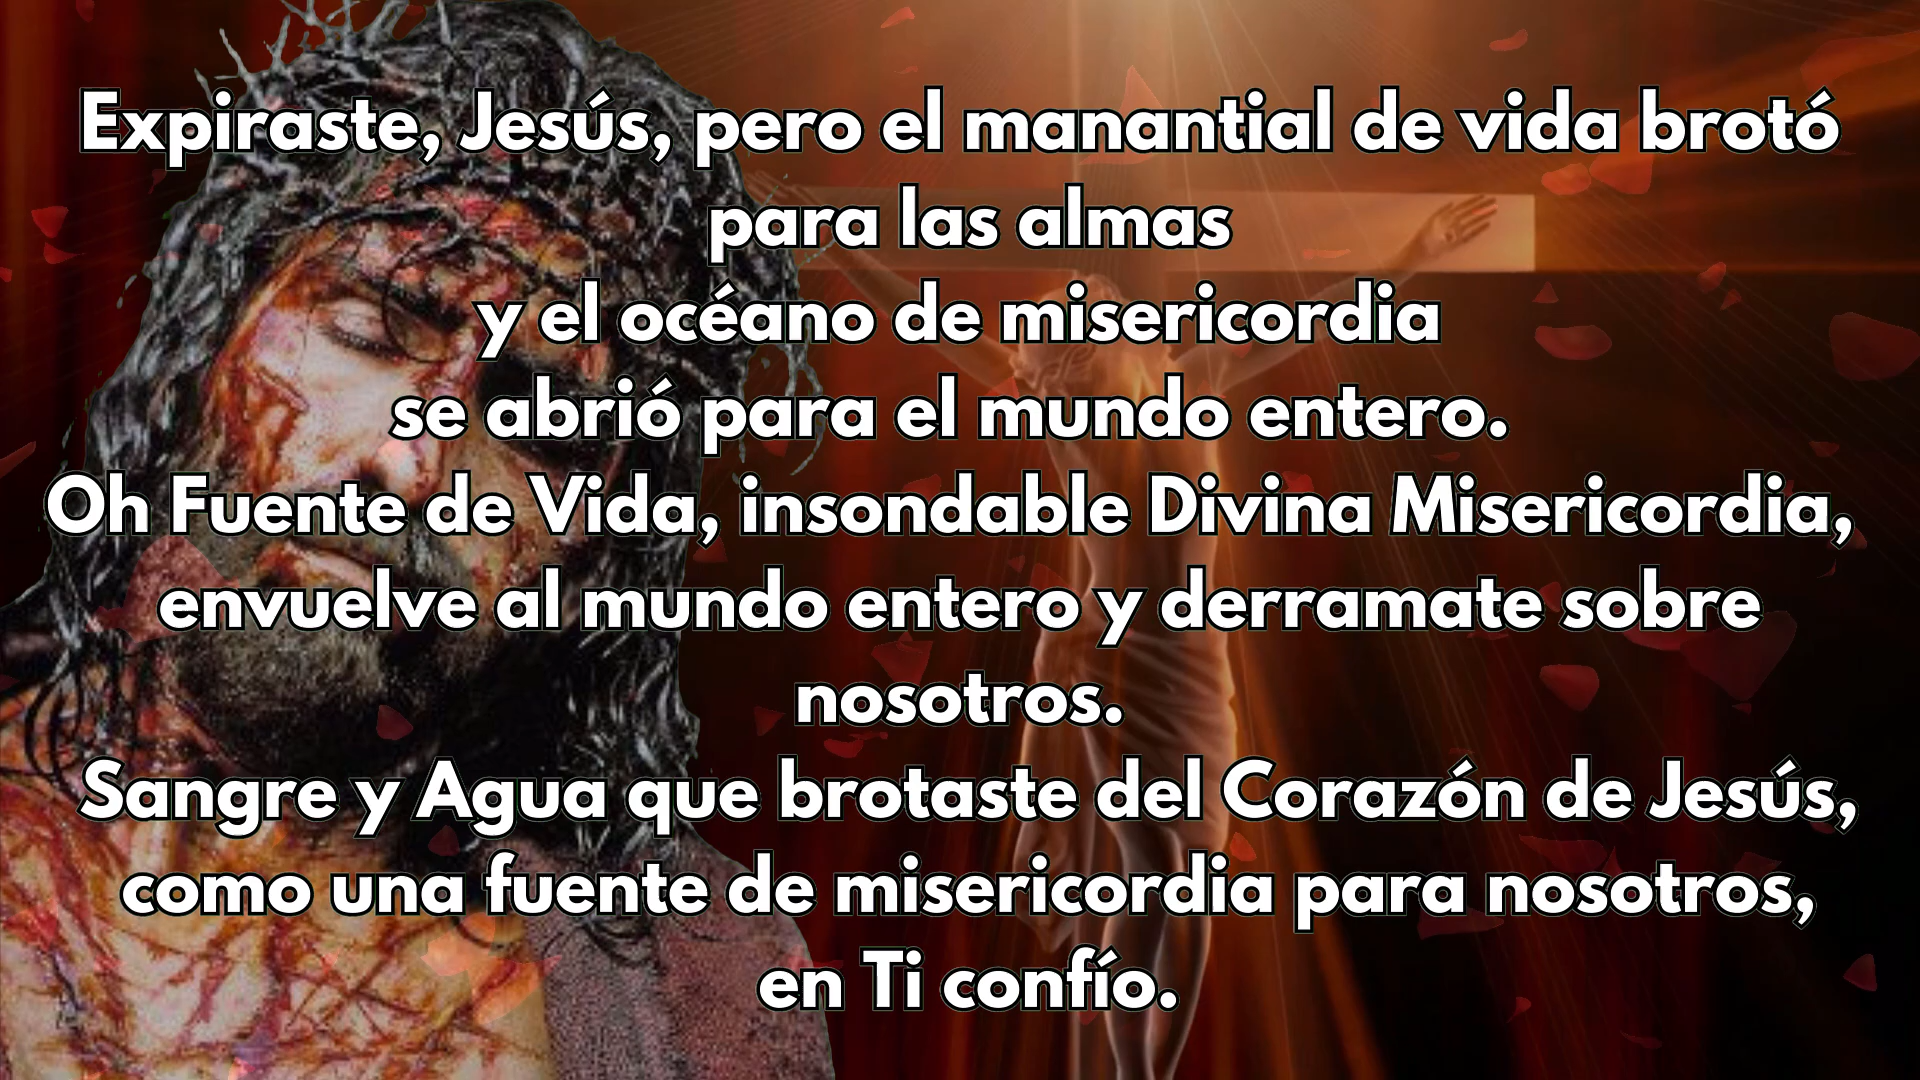 Expiraste, Jesús, pero el manantial de vida brotó
para las almas
y el océano de misericordia
se abrió para el mundo entero.
Oh Fuente de Vida, insondable Divina Misericordia,
envuelve al mundo entero y derramate sobre
nosotros.
Sangre y Agua que brotaste del Corazón de Jesús,
como una fuente de misericordia para nosotros,
en Ti confío.